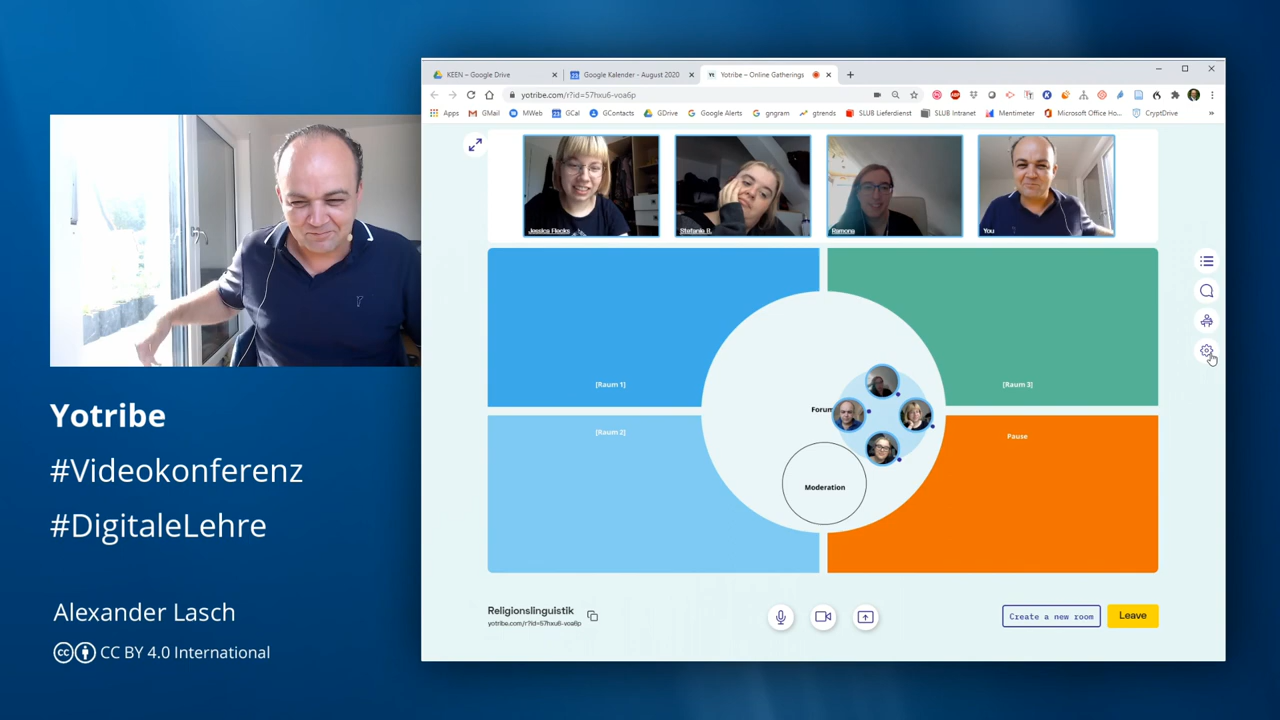 Yotribe
#Videokonferenz
#DigitaleLehre
Alexander Lasch
CC BY 4.0 International
KEEN – Google Drive
Google Kalender - August 2020
Yotribe – Online Gatherings
yotribe.com/r?id=57hxu6-voa6p
Apps
GMail
MWeb
GCal
GContacts
GDrive
Google Alerts
gngram
gtrends
SLUB Lieferdienst
SLUB Intranet
Mentimeter
Microsoft Office Ho...
CryptDrive
»
Jessica Flecks
Stefanie B.
Ramona
You
[Raum 1]
[Raum 3]
Forum
[Raum 2]
Pause
Moderation
Religionslinguistik
yotribe.com/r?id=57hxu6-voa6p
Create a new room
Leave